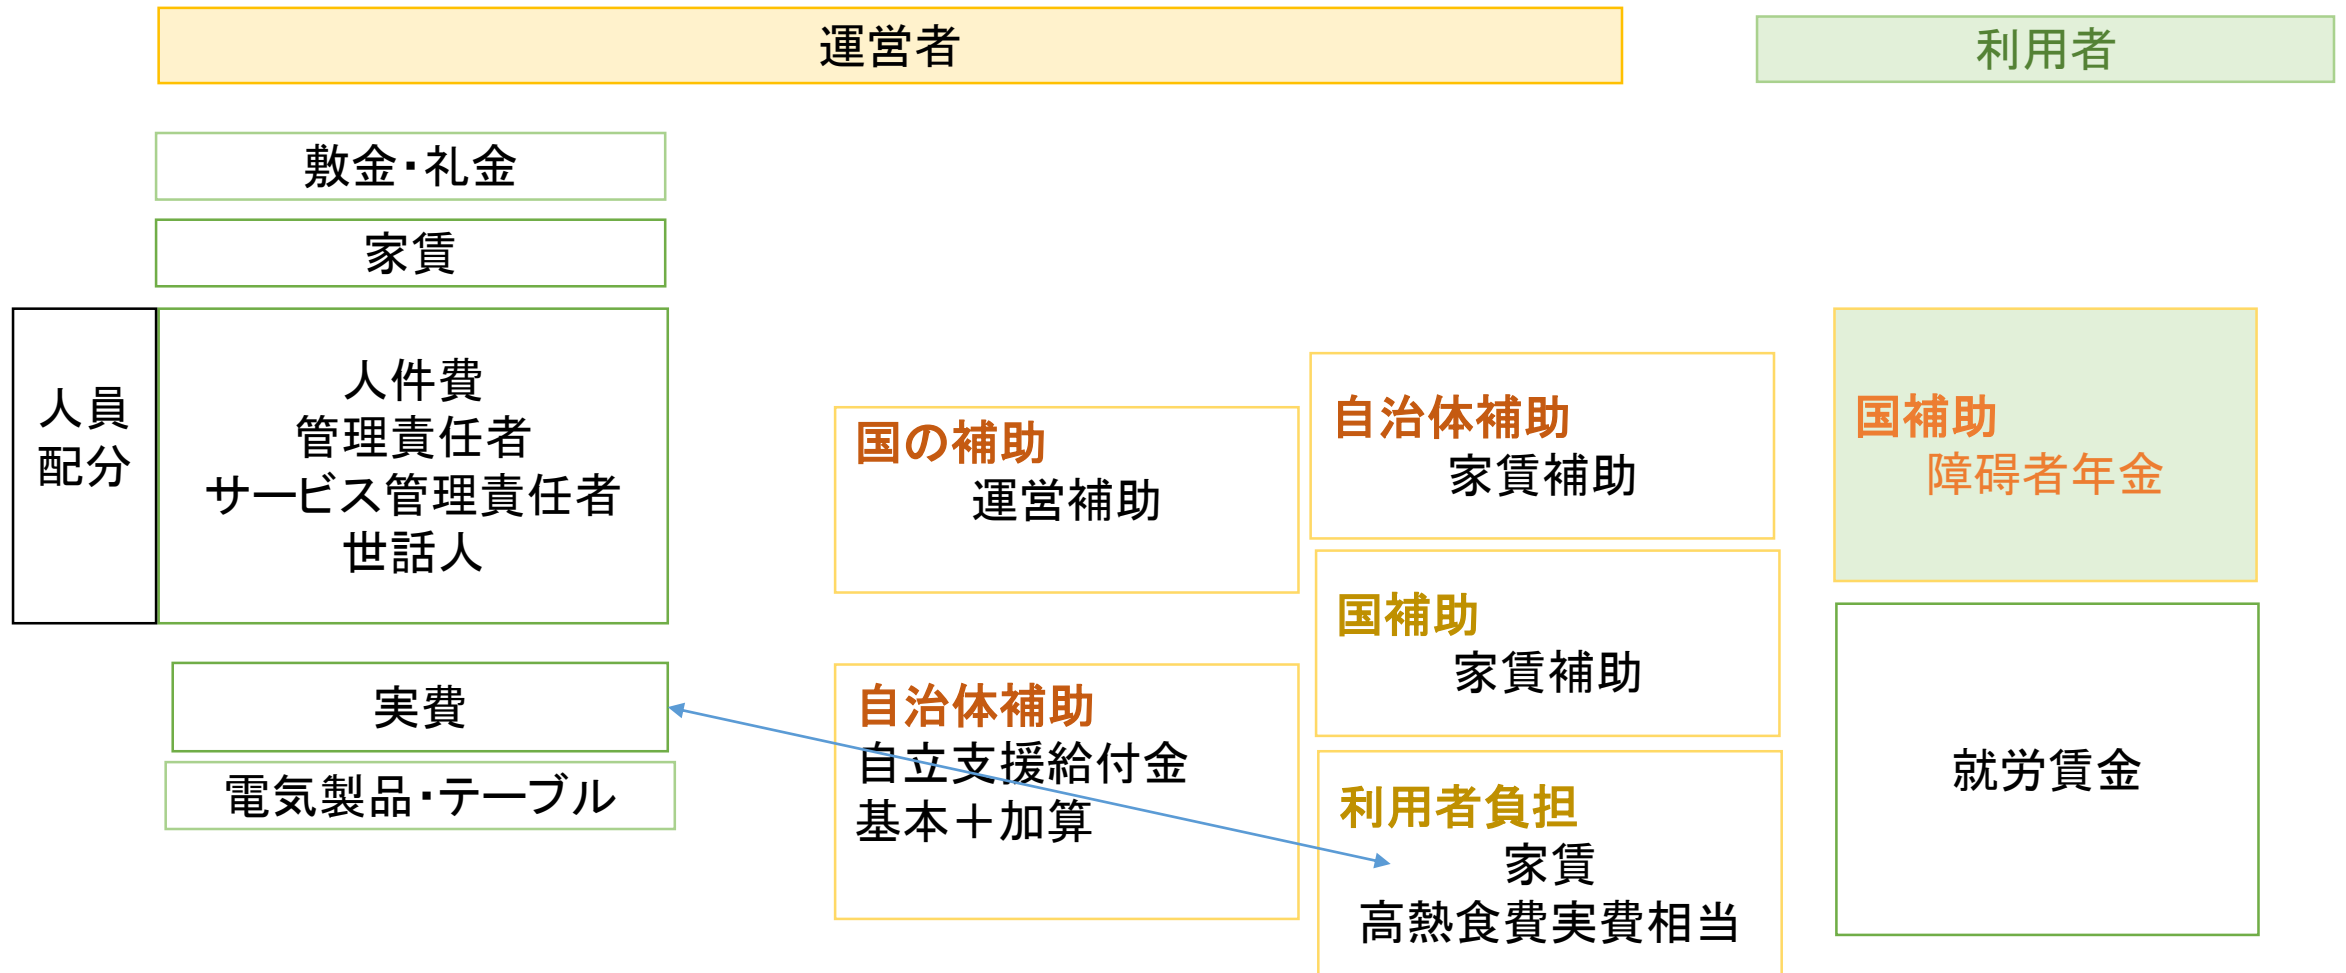 運営者
利用者
敷金・礼金
家賃
人員
配分
人件費
管理責任者
サービス管理責任者
世話人
実費
電気製品・テーブル
国の補助
運営補助
自治体補助
自立支援給付金
基本＋加算
自治体補助
家賃補助
国補助
家賃補助
利用者負担
家賃
高熱食費実費相当
国補助
障碍者年金
就労賃金